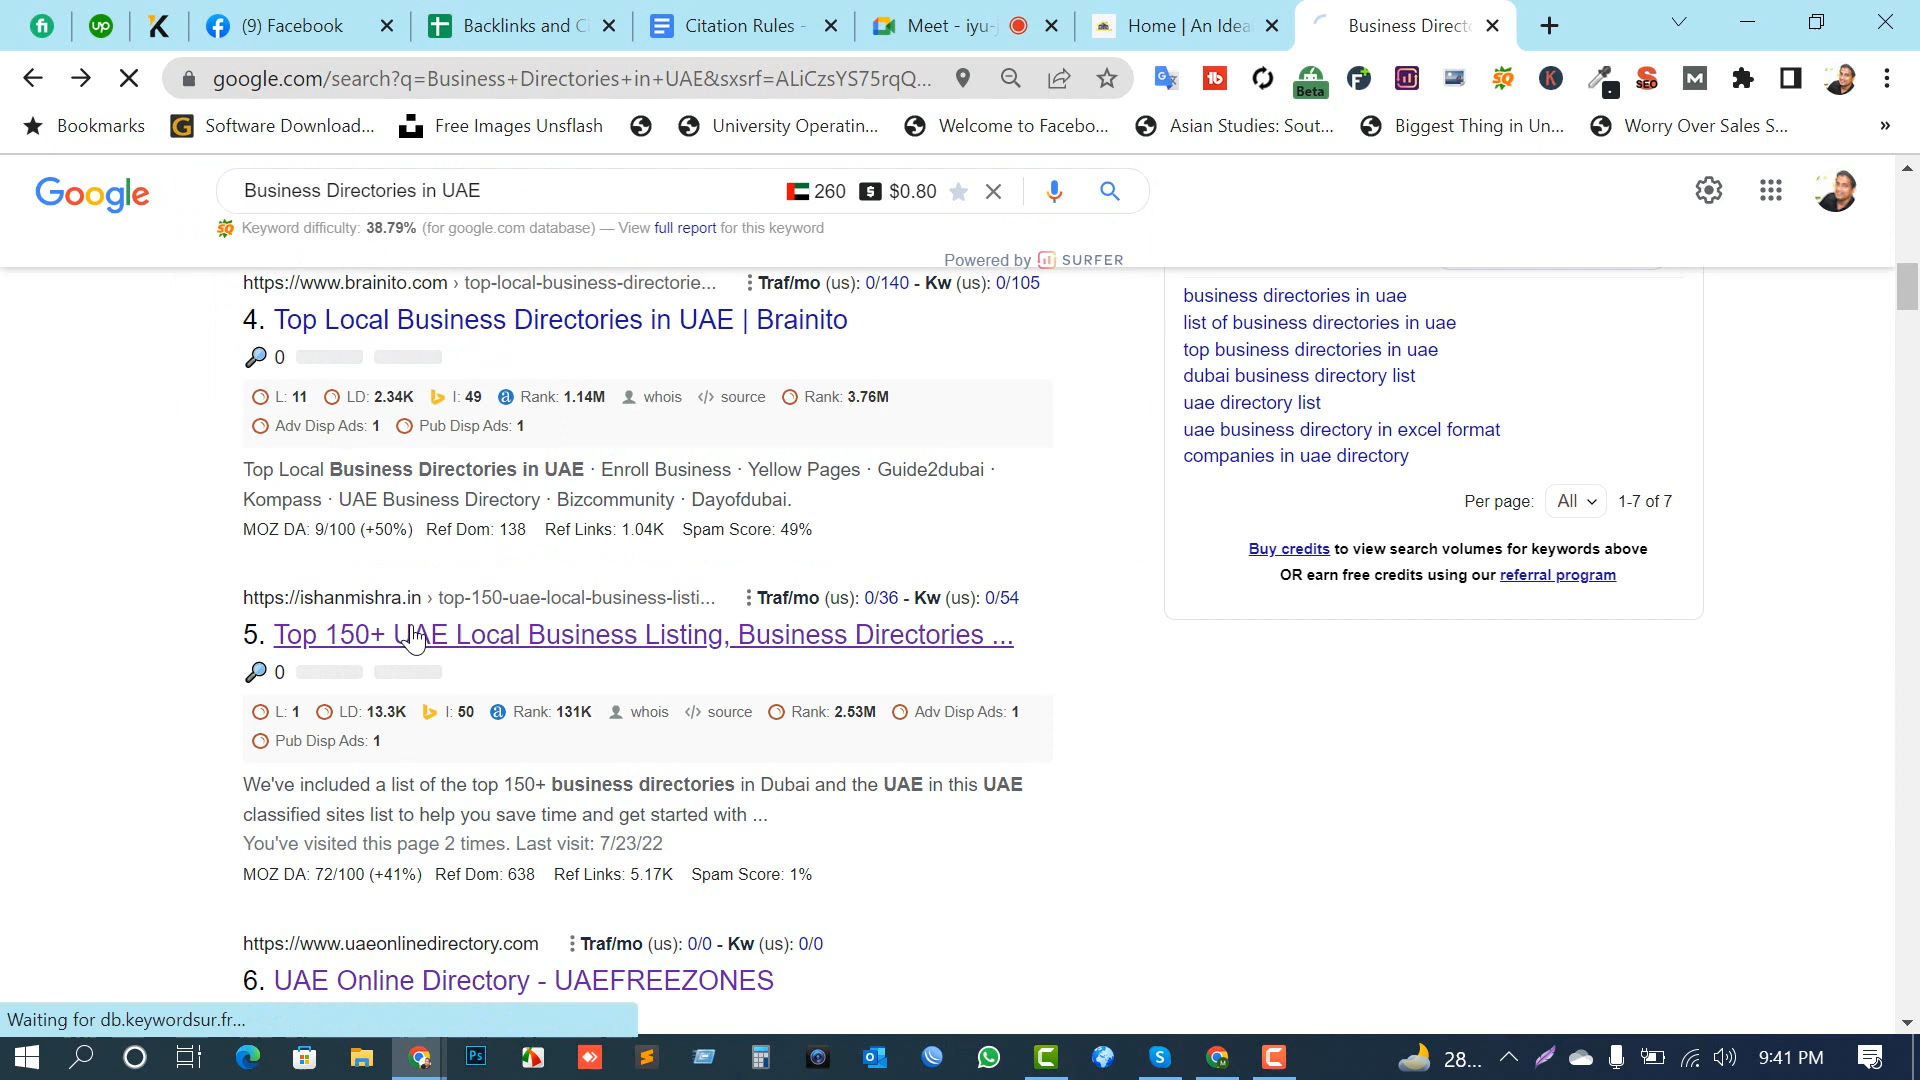 (9) Facebook
Backlinks and Ci
Citation Rules -
Meet - iyu-j
Home | An Idea
Business Directo
google.com/search?q=Business+Directories+in+UAE&sxsrf=ALiCzsYS75rqQ...
Beta
SEO
Bookmarks
Software Download...
Free Images Unsflash
University Operatin...
Welcome to Facebo...
Asian Studies: Sout...
Biggest Thing in Un...
Worry Over Sales S...
»
Google
Business Directories in UAE
260
$0.80
Keyword difficulty: 38.79% (for google.com database) — View full report for this keyword
Powered by SURFER
https://www.brainito.com › top-local-business-directorie...
Traf/mo (us): 0/140 - Kw (us): 0/105
4. Top Local Business Directories in UAE | Brainito
0
L: 11 LD: 2.34K I: 49 Rank: 1.14M whois </> source Rank: 3.76M
Adv Disp Ads: 1 Pub Disp Ads: 1
Top Local Business Directories in UAE · Enroll Business · Yellow Pages · Guide2dubai ·
Kompass · UAE Business Directory · Bizcommunity · Dayofdubai.
MOZ DA: 9/100 (+50%) Ref Dom: 138 Ref Links: 1.04K Spam Score: 49%
https://ishanmishra.in › top-150-uae-local-business-listi...
Traf/mo (us): 0/36 - Kw (us): 0/54
5. Top 150+ UAE Local Business Listing, Business Directories ...
0
L: 1 LD: 13.3K I: 50 Rank: 131K whois </> source Rank: 2.53M Adv Disp Ads: 1
Pub Disp Ads: 1
We've included a list of the top 150+ business directories in Dubai and the UAE in this UAE
classified sites list to help you save time and get started with ...
You've visited this page 2 times. Last visit: 7/23/22
MOZ DA: 72/100 (+41%) Ref Dom: 638 Ref Links: 5.17K Spam Score: 1%
https://www.uaeonlinedirectory.com
Traf/mo (us): 0/0 - Kw (us): 0/0
6. UAE Online Directory - UAEFREEZONES
business directories in uae
list of business directories in uae
top business directories in uae
dubai business directory list
uae directory list
uae business directory in excel format
companies in uae directory
Per page: All 1-7 of 7
Buy credits to view search volumes for keywords above
OR earn free credits using our referral program
Waiting for db.keywordsur.fr...
28...
9:41 PM